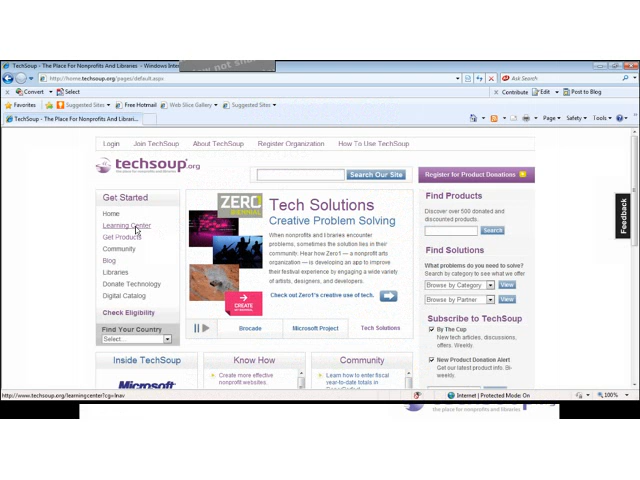 TechSoup - The Place For Nonprofits And Libraries - Windows Inter
now not sha
http://home.techsoup.org/pages/default.aspx
Ask Search
Convert Select
Contribute Edit Post to Blog
Favorites Suggested Sites Free Hotmail Web Slice Gallery Suggested Sites
TechSoup - The Place For Nonprofits And Librari...
Page Safety Tools
Login Join TechSoup About TechSoup Register Organization How To Use TechSoup
techsoup.org
Search Our Site
Register for Product Donations
Get Started
Home
Learning Center
Get Products
Community
Blog
Libraries
Donate Technology
Digital Catalog
Check Eligibility
Find Your Country
Select...
ZERO1
BIENNIAL
CREATE
Tech Solutions
Creative Problem Solving
When nonprofits and libraries encounter
problems, sometimes the solution lies in their
community. Hear how Zero1 — a nonprofit arts
organization — is developing an app to improve
their festival experience by engaging a wide variety
of artists, designers, and developers.
Check out Zero1's creative use of tech.
Brocade Microsoft Project Tech Solutions
Find Products
Discover over 500 donated and
discounted products.
Search
Find Solutions
What problems do you need to solve?
Search by category to see what we offer
Browse by Category View
Browse by Partner View
Subscribe to TechSoup
By The Cup
New tech articles, discussions,
offers. Weekly.
New Product Donation Alert
Get our latest product info. Bi-
weekly.
Feedback
Inside TechSoup
Microsoft
Know How
Create more effective
nonprofit websites.
Community
Learn how to enter fiscal
year-to-date totals in
http://www.techsoup.org/learningcenter?cg=lnav
Internet | Protected Mode: On
100%
the place for nonprofits and libraries